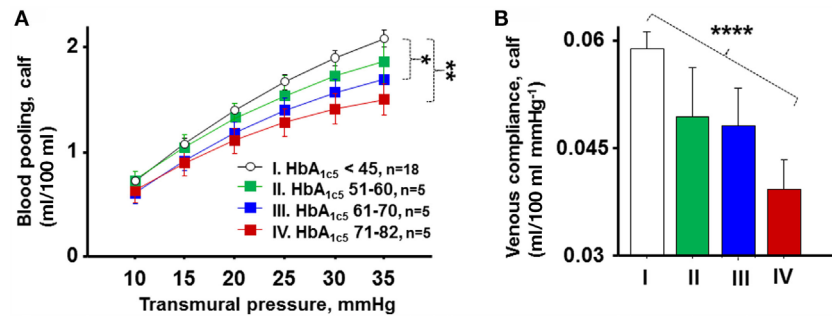 A
Blood pooling, calf
(ml/100 ml)
2
1
0
*
**
I. HbA1c5 < 45, n=18
II. HbA1c5 51-60, n=5
III. HbA1c5 61-70, n=5
IV. HbA1c5 71-82, n=5
10 15 20 25 30 35
Transmural pressure, mmHg
B
Venous compliance, calf
(ml/100 ml mmHg-1)
0.06
0.045
0.03
****
I II III IV